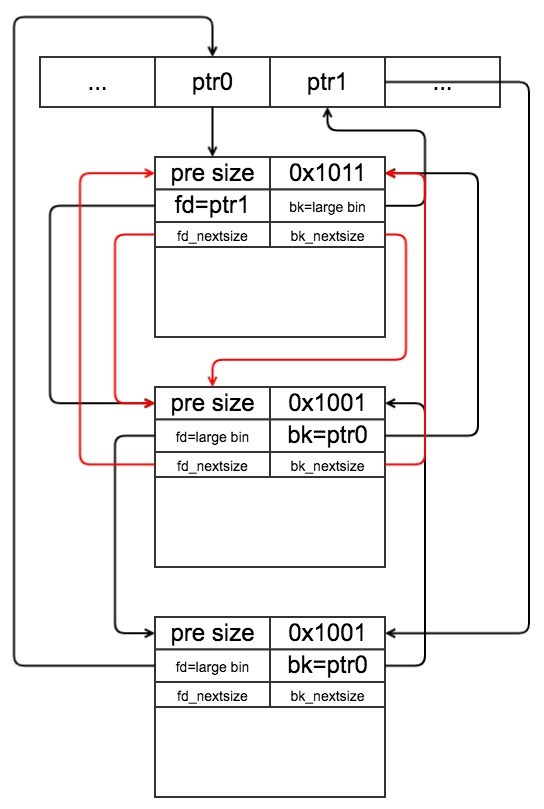 ... ptr0 ptr1 ...
pre size 0x1011
fd=ptr1 bk=large bin
fd_nextsize bk_nextsize
pre size 0x1001
fd=large bin bk=ptr0
fd_nextsize bk_nextsize
pre size 0x1001
fd=large bin bk=ptr0
fd_nextsize bk_nextsize